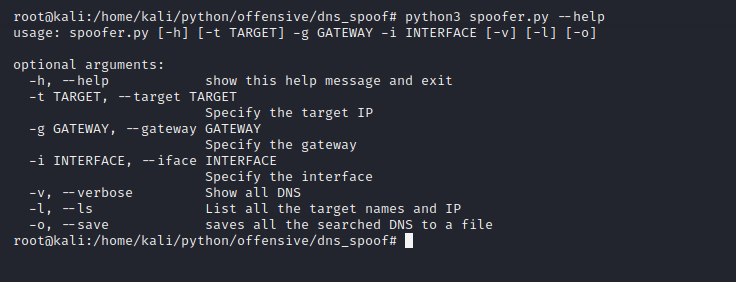 root@kali:/home/kali/python/offensive/dns_spoof# python3 spoofer.py --help
usage: spoofer.py [-h] [-t TARGET] -g GATEWAY -i INTERFACE [-v] [-l] [-o]
optional arguments:
-h, --help show this help message and exit
-t TARGET, --target TARGET
Specify the target IP
-g GATEWAY, --gateway GATEWAY
Specify the gateway
-i INTERFACE, --iface INTERFACE
Specify the interface
-v, --verbose Show all DNS
-l, --ls List all the target names and IP
-o, --save saves all the searched DNS to a file
root@kali:/home/kali/python/offensive/dns_spoof#